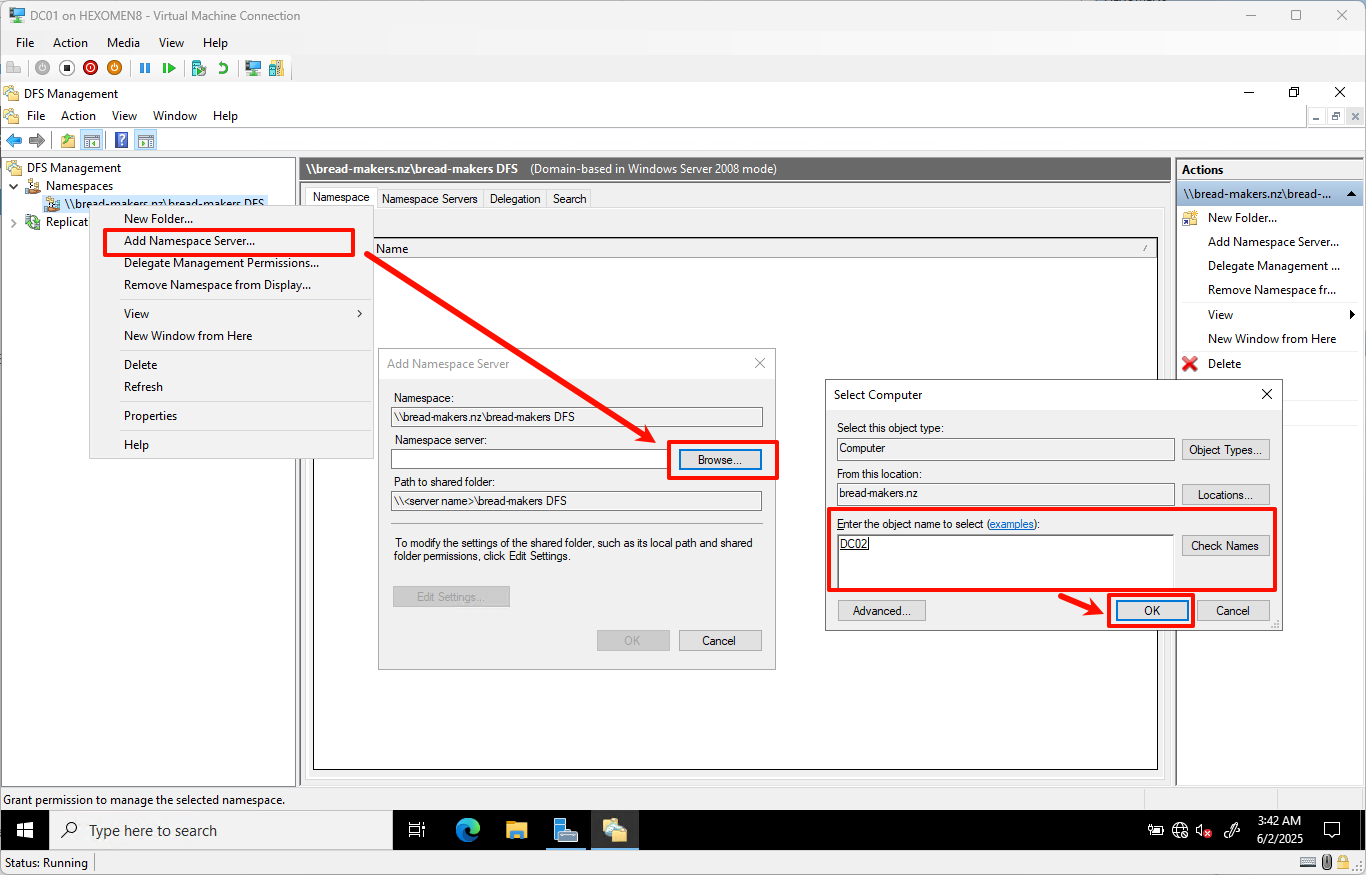 DC01 on HEXOMEN8 - Virtual Machine Connection
File Action Media View Help
DFS Management
File Action View Window Help
DFS Management
Namespaces
\\bread-makers.nz\bread-makers DFS
Replicat
New Folder...
Add Namespace Server...
Delegate Management Permissions...
Remove Namespace from Display...
View
New Window from Here
Delete
Refresh
Properties
Help
\\bread-makers.nz\bread-makers DFS (Domain-based in Windows Server 2008 mode)
Namespace Namespace Servers Delegation Search
Name
Add Namespace Server
Namespace:
\\bread-makers.nz\bread-makers DFS
Namespace server:
Browse...
Path to shared folder:
\\<server name>\bread-makers DFS
To modify the settings of the shared folder, such as its local path and shared
folder permissions, click Edit Settings.
Edit Settings...
OK Cancel
Select Computer
Select this object type:
Computer
Object Types...
From this location:
bread-makers.nz
Locations...
Enter the object name to select (examples):
DC02
Check Names
Advanced...
OK
Cancel
Actions
\\bread-makers.nz\bread-...
New Folder...
Add Namespace Server...
Delegate Management ...
Remove Namespace fr...
View
New Window from Here
Delete
Grant permission to manage the selected namespace.
Type here to search
3:42 AM
6/2/2025
Status: Running